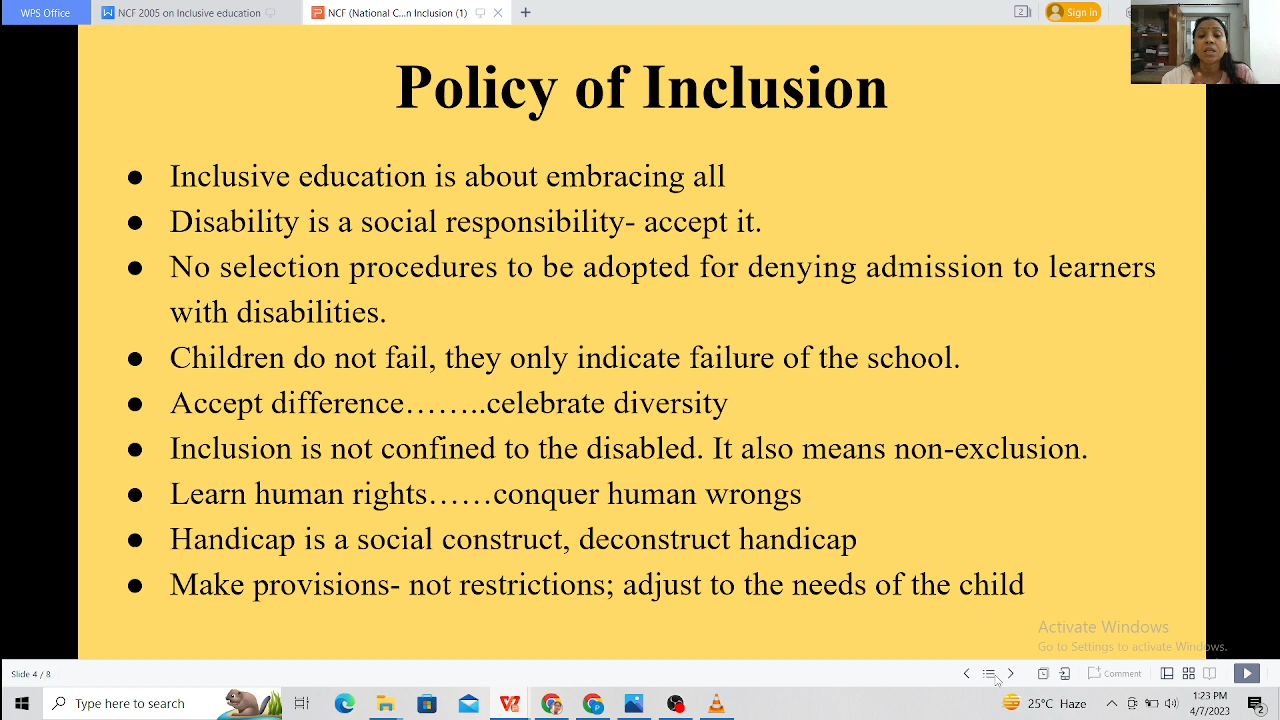 WPS Office
NCF 2005 on Inclusive education
NCF (National C...n Inclusion (1)
Sign in
Policy of Inclusion
● Inclusive education is about embracing all
● Disability is a social responsibility- accept it.
● No selection procedures to be adopted for denying admission to learners
with disabilities.
● Children do not fail, they only indicate failure of the school.
● Accept difference……..celebrate diversity
● Inclusion is not confined to the disabled. It also means non-exclusion.
● Learn human rights……conquer human wrongs
● Handicap is a social construct, deconstruct handicap
● Make provisions- not restrictions; adjust to the needs of the child
Activate Windows
Go to Settings to activate Windows.
Slide 4 / 8
Comment
Type here to search
25°C Haze
1:23 PM
4/7/2023
2